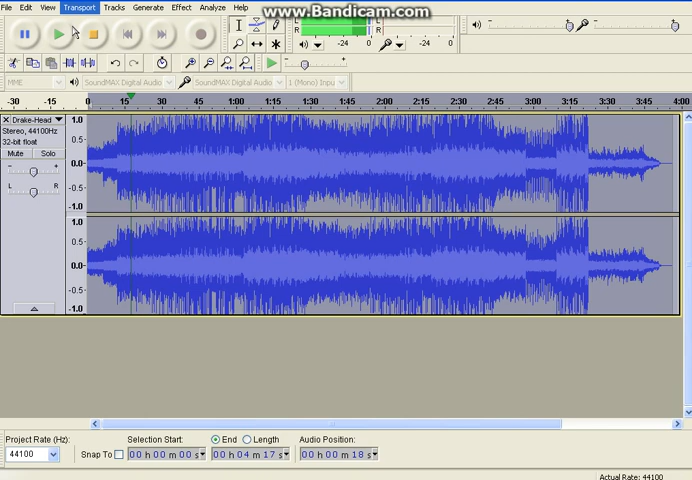 www.Bandicam.com
File Edit View Transport Tracks Generate Effect Analyze Help
L R -24 0
-24 0
MME SoundMAX Digital Audio SoundMAX Digital Audio 1 (Mono) Inpu
-30 -15 0 15 30 45 1:00 1:15 1:30 1:45 2:00 2:15 2:30 2:45 3:00 3:15 3:30 3:45 4:00
Drake-Head
Stereo, 44100Hz
32-bit float
Mute Solo
- +
L R
1.0
0.5
0.0
-0.5
-1.0
1.0
0.5
0.0
-0.5
-1.0
Project Rate (Hz): Selection Start: End Length Audio Position:
44100 Snap To 00 h 00 m 00 s 00 h 04 m 17 s 00 h 00 m 18 s
Actual Rate: 44100